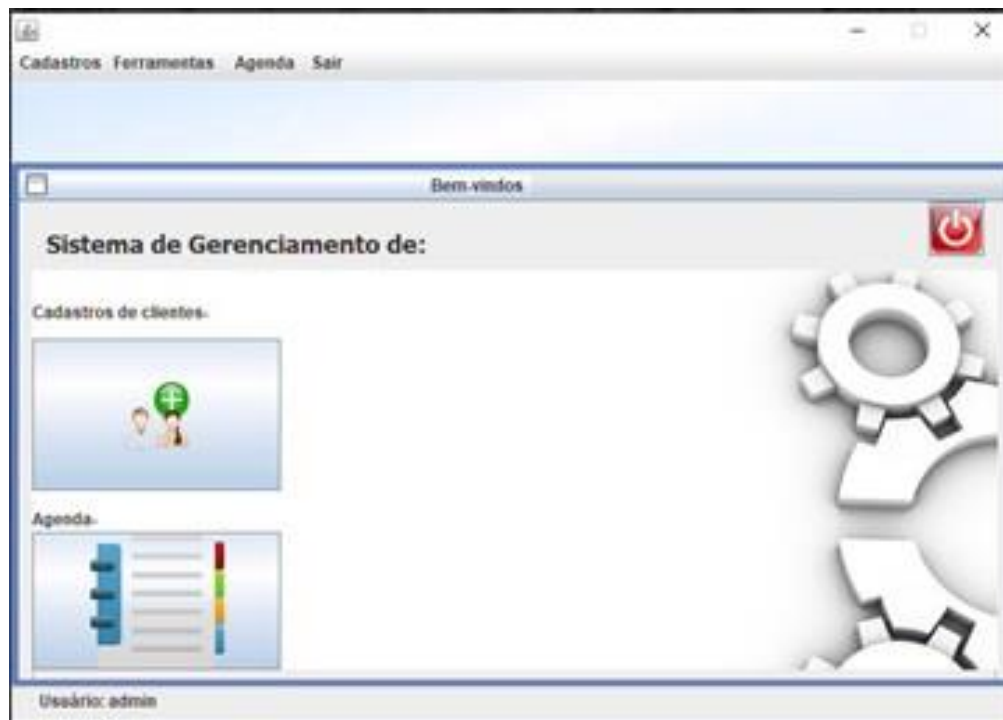 Cadastros Ferramentas Agenda Sair
Bem-vindos
Sistema de Gerenciamento de:
Cadastros de clientes-
Agenda-
Usuário: admin